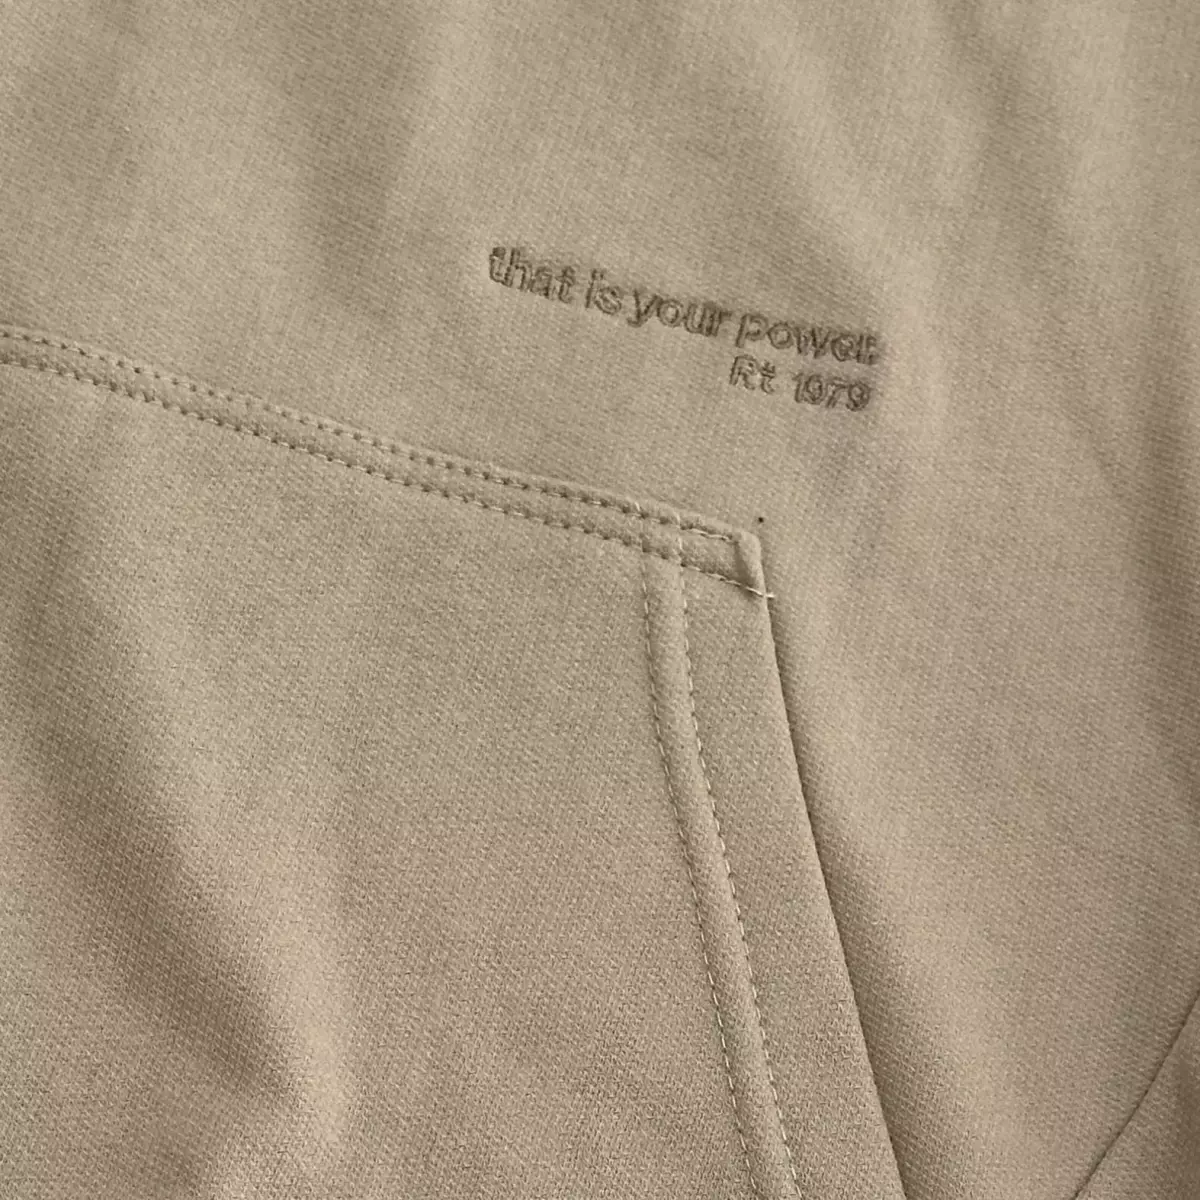 that is your power.
Rt 1979